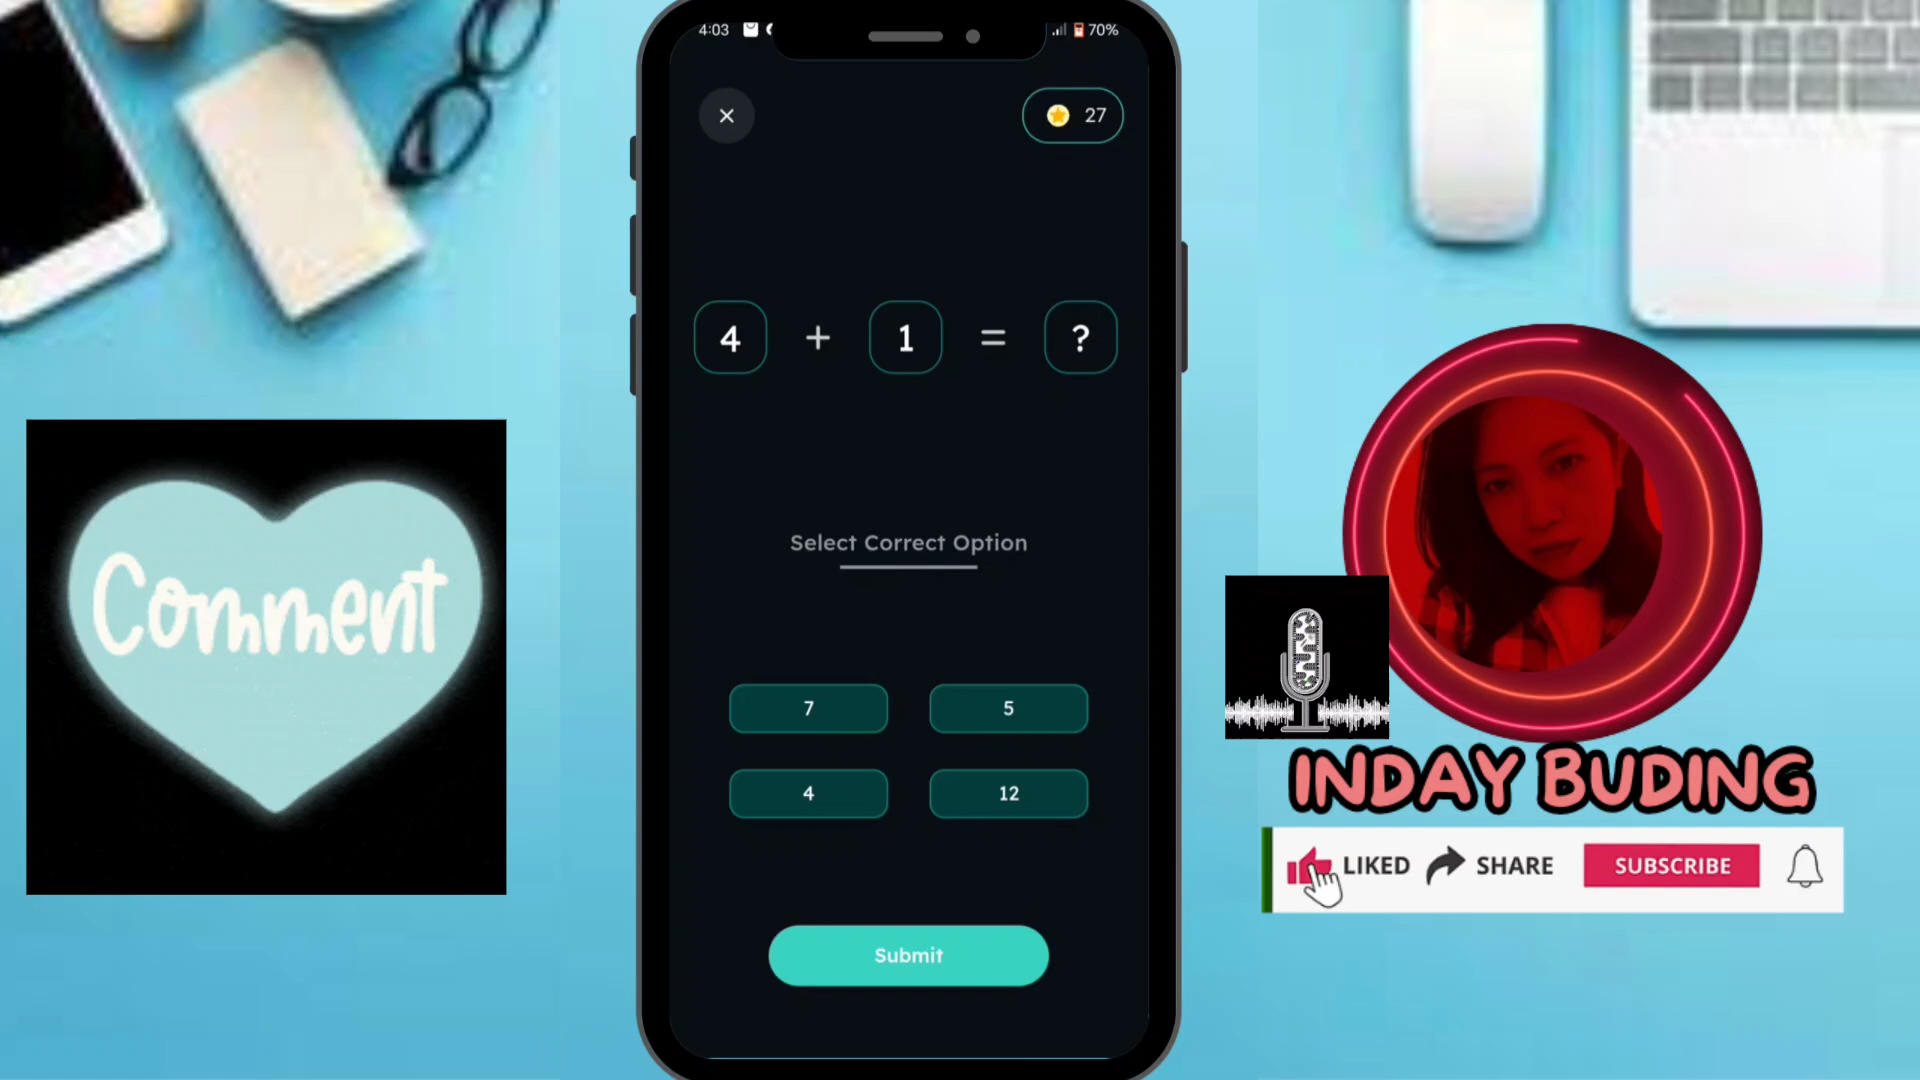 4:03
70%
27
4 + 1 = ?
Select Correct Option
7
5
4
12
Submit
Comment
INDAY BUDING
LIKED
SHARE
SUBSCRIBE